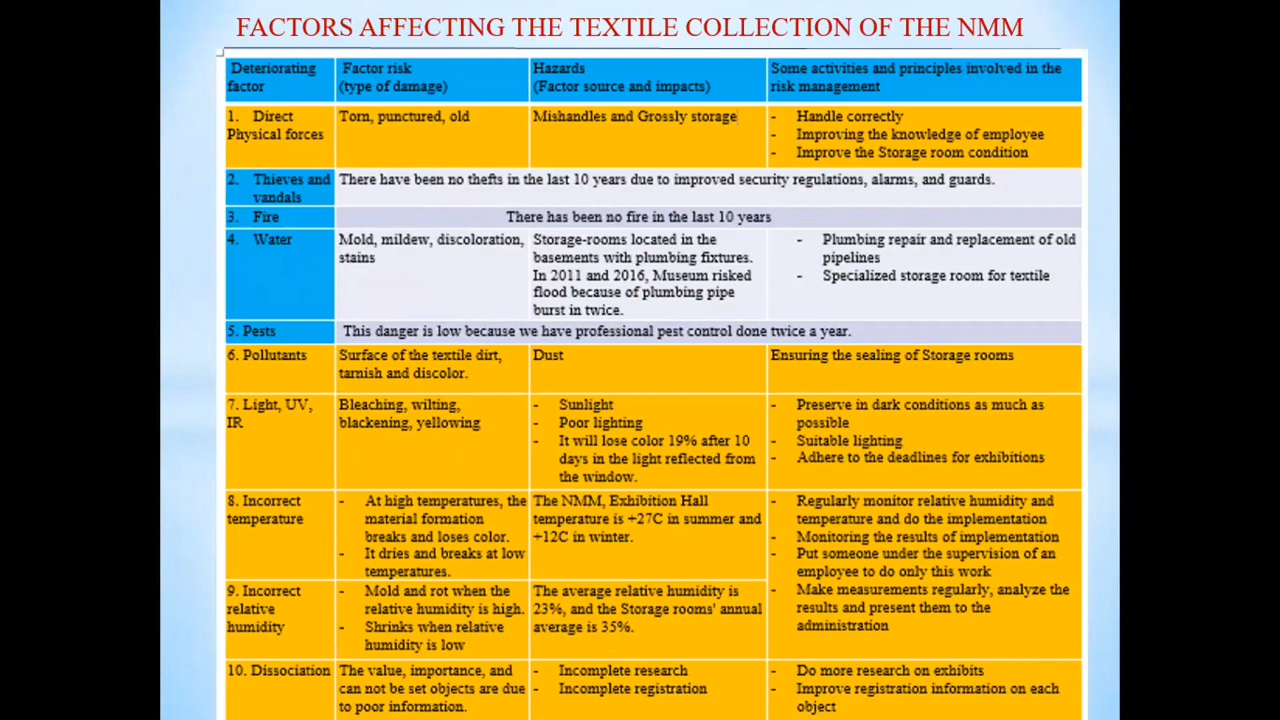 FACTORS AFFECTING THE TEXTILE COLLECTION OF THE NMM
Deteriorating
factor
Factor risk
(type of damage)
Hazards
(Factor source and impacts)
Some activities and principles involved in the
risk management
1. Direct
Physical forces
Torn, punctured, old
Mishandles and Grossly storage
- Handle correctly
- Improving the knowledge of employee
- Improve the Storage room condition
2. Thieves and
vandals
There have been no thefts in the last 10 years due to improved security regulations, alarms, and guards.
3. Fire
There has been no fire in the last 10 years
4. Water
Mold, mildew, discoloration,
stains
Storage-rooms located in the
basements with plumbing fixtures.
In 2011 and 2016, Museum risked
flood because of plumbing pipe
burst in twice.
- Plumbing repair and replacement of old
pipelines
- Specialized storage room for textile
5. Pests
This danger is low because we have professional pest control done twice a year.
6. Pollutants
Surface of the textile dirt,
tarnish and discolor.
Dust
Ensuring the sealing of Storage rooms
7. Light, UV,
IR
Bleaching, wilting,
blackening, yellowing
- Sunlight
- Poor lighting
- It will lose color 19% after 10
days in the light reflected from
the window.
- Preserve in dark conditions as much as
possible
- Suitable lighting
- Adhere to the deadlines for exhibitions
8. Incorrect
temperature
- At high temperatures, the
material formation
breaks and loses color.
- It dries and breaks at low
temperatures.
The NMM, Exhibition Hall
temperature is +27C in summer and
+12C in winter.
- Regularly monitor relative humidity and
temperature and do the implementation
- Monitoring the results of implementation
- Put someone under the supervision of an
employee to do only this work
- Make measurements regularly, analyze the
results and present them to the
administration
9. Incorrect
relative
humidity
- Mold and rot when the
relative humidity is high.
- Shrinks when relative
humidity is low
The average relative humidity is
23%, and the Storage rooms' annual
average is 35%.
10. Dissociation
The value, importance, and
can not be set objects are due
to poor information.
- Incomplete research
- Incomplete registration
- Do more research on exhibits
- Improve registration information on each
object